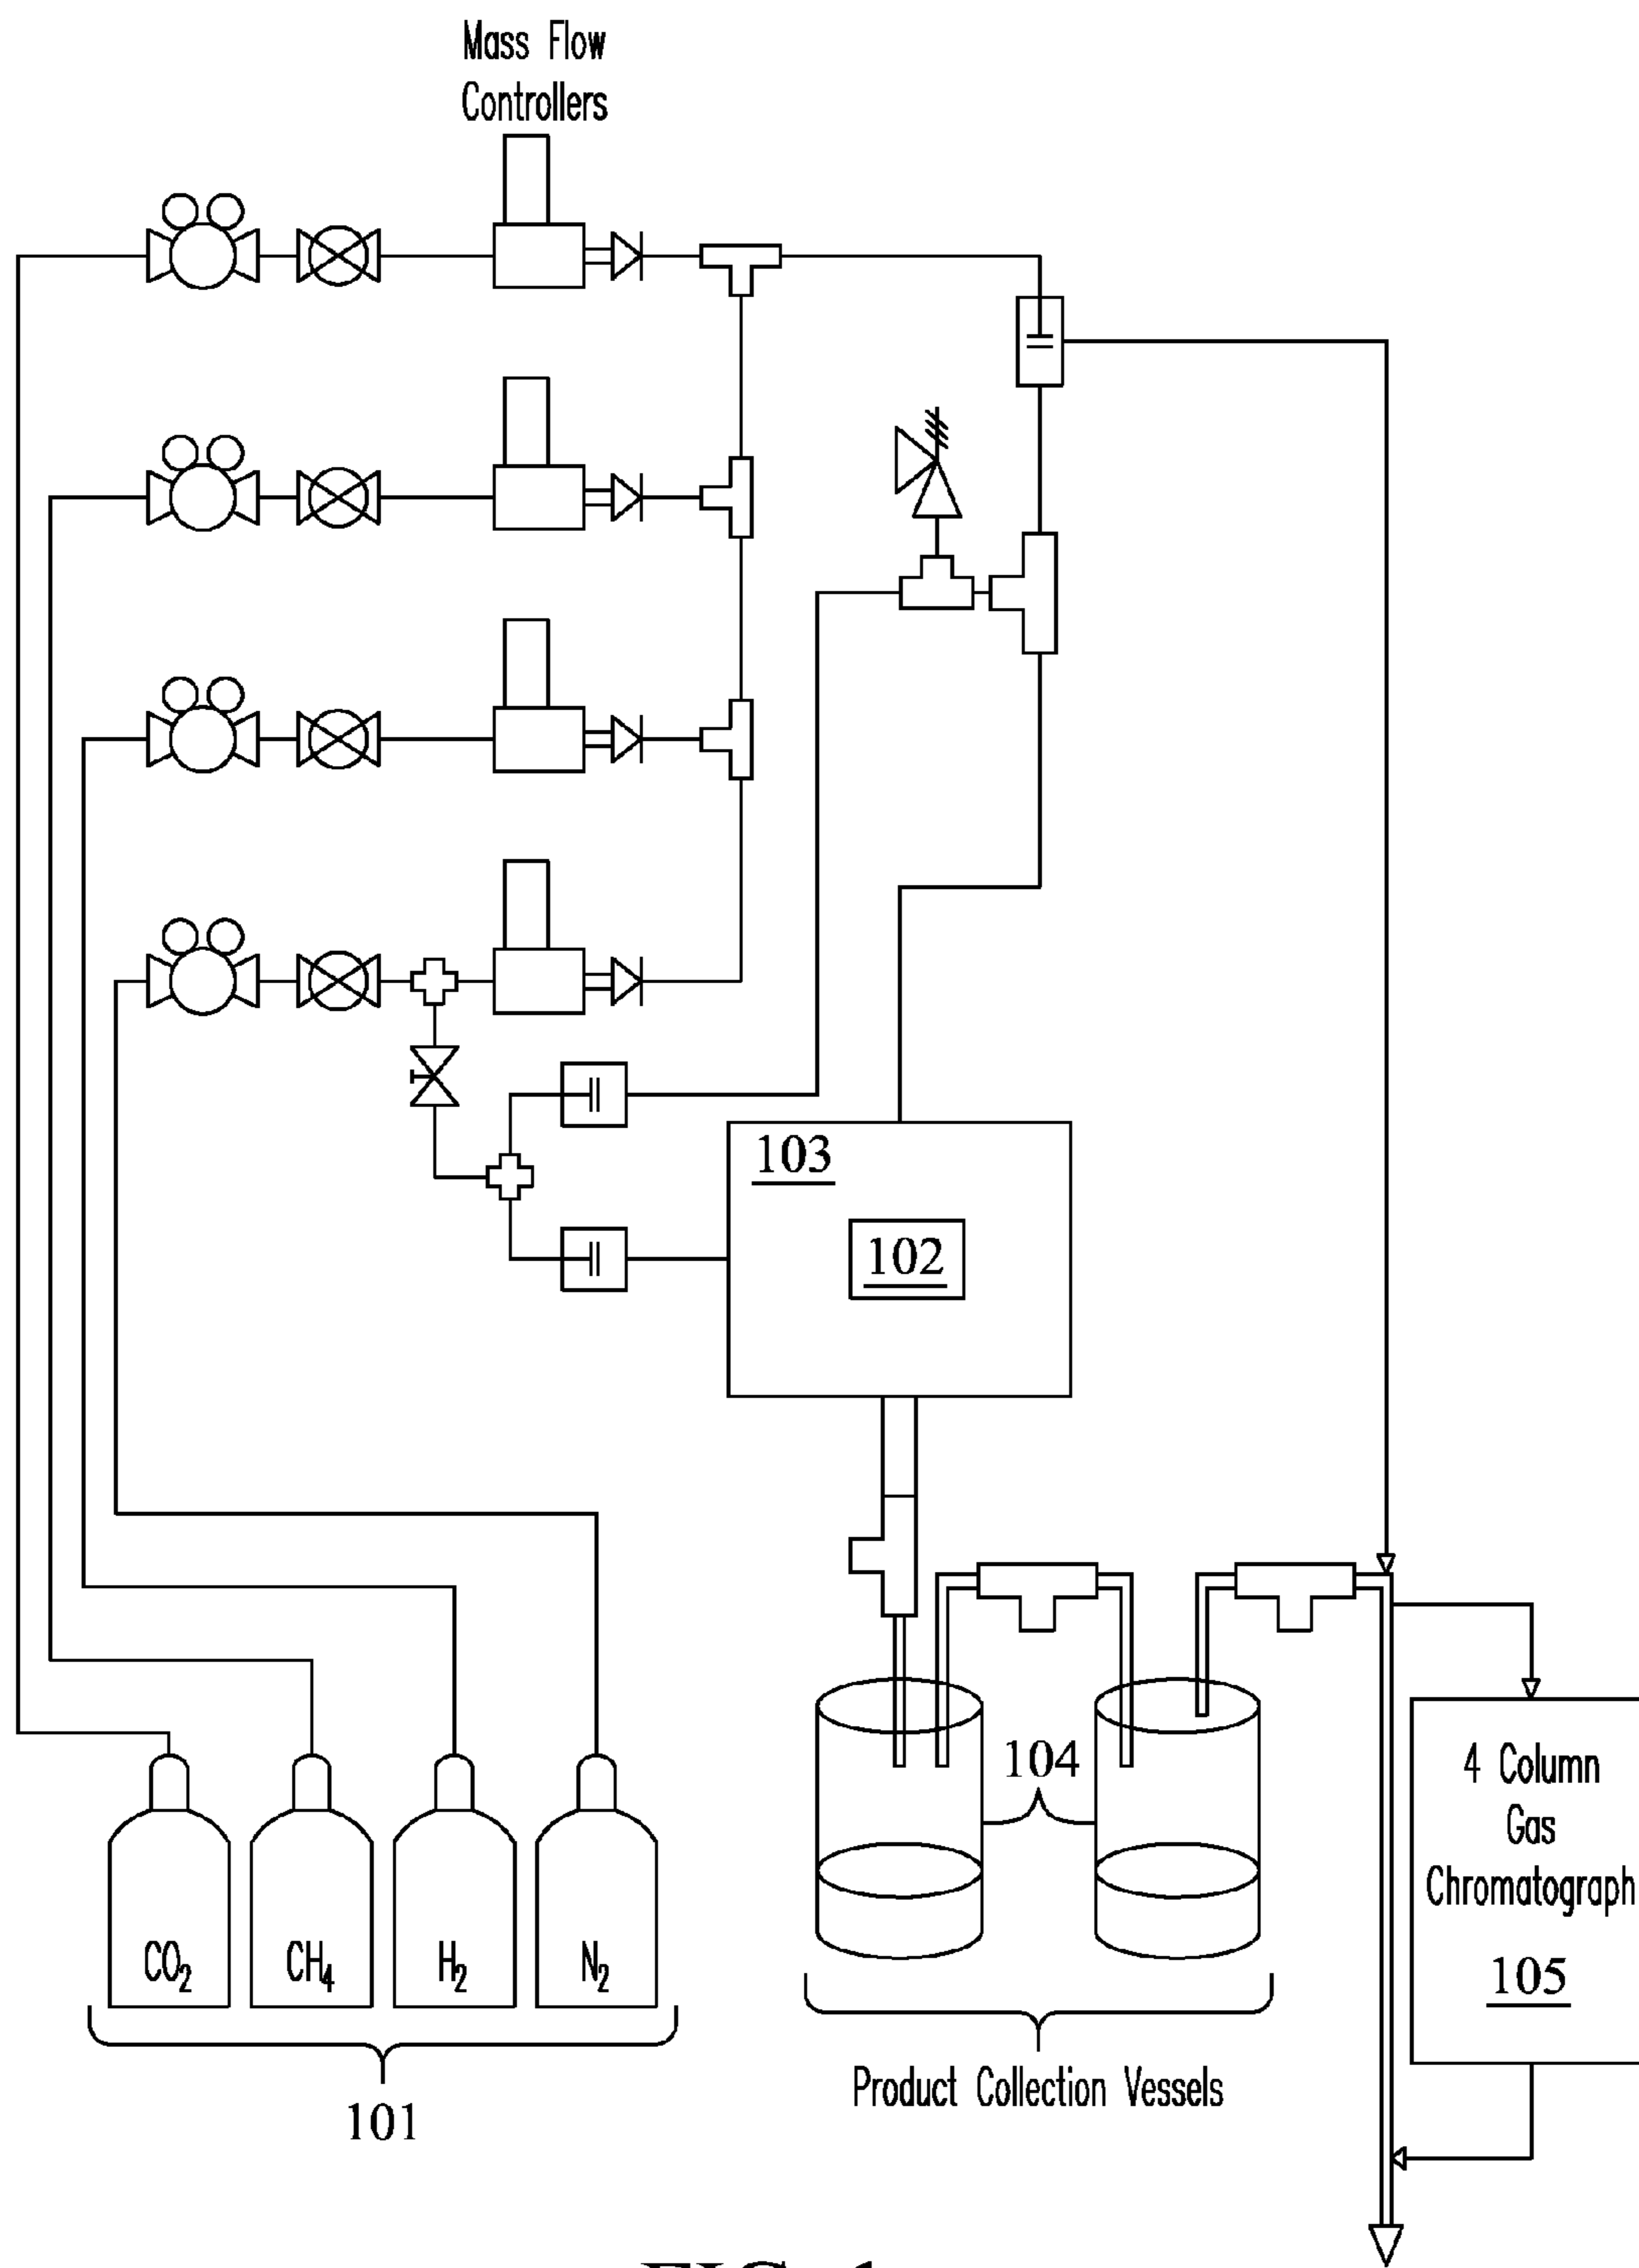 Mass Flow
Controllers
103
102
104
4 Column
Gas
Chromatograph
105
CO₂
CH₄
H₂
N₂
101
Product Collection Vessels